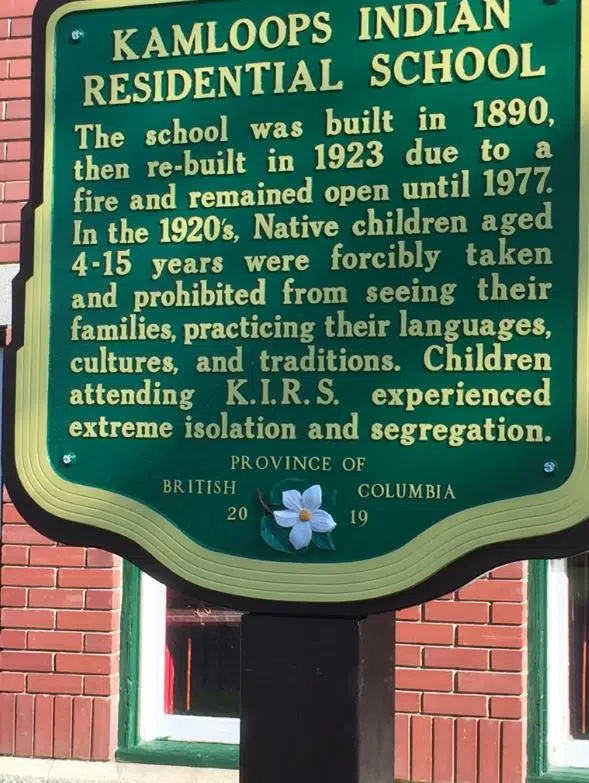 KAMLOOPS INDIAN
RESIDENTIAL SCHOOL
The school was built in 1890,
then re-built in 1923 due to a
fire and remained open until 1977.
In the 1920's, Native children aged
4-15 years were forcibly taken
and prohibited from seeing their
families, practicing their languages,
cultures, and traditions. Children
attending K.I.R.S. experienced
extreme isolation and segregation.
PROVINCE OF
BRITISH COLUMBIA
20 19